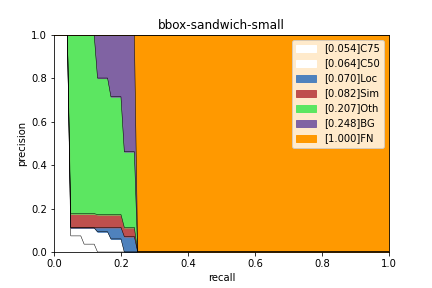 bbox-sandwich-small
precision
1.0
0.8
0.6
0.4
0.2
0.0
[0.054]C75
[0.064]C50
[0.070]Loc
[0.082]Sim
[0.207]Oth
[0.248]BG
[1.000]FN
0.0 0.2 0.4 0.6 0.8 1.0
recall